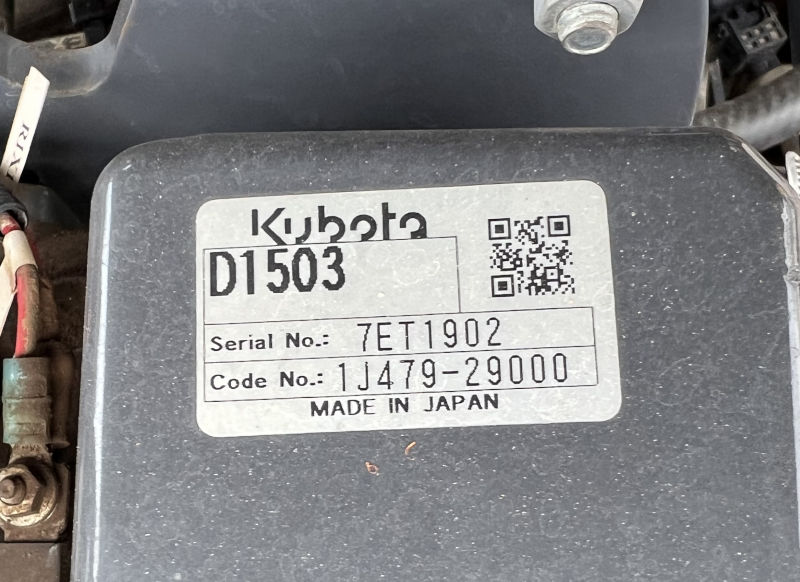 Kubota
D1503
Serial No.: 7ET1902
Code No.: 1J479-29000
MADE IN JAPAN